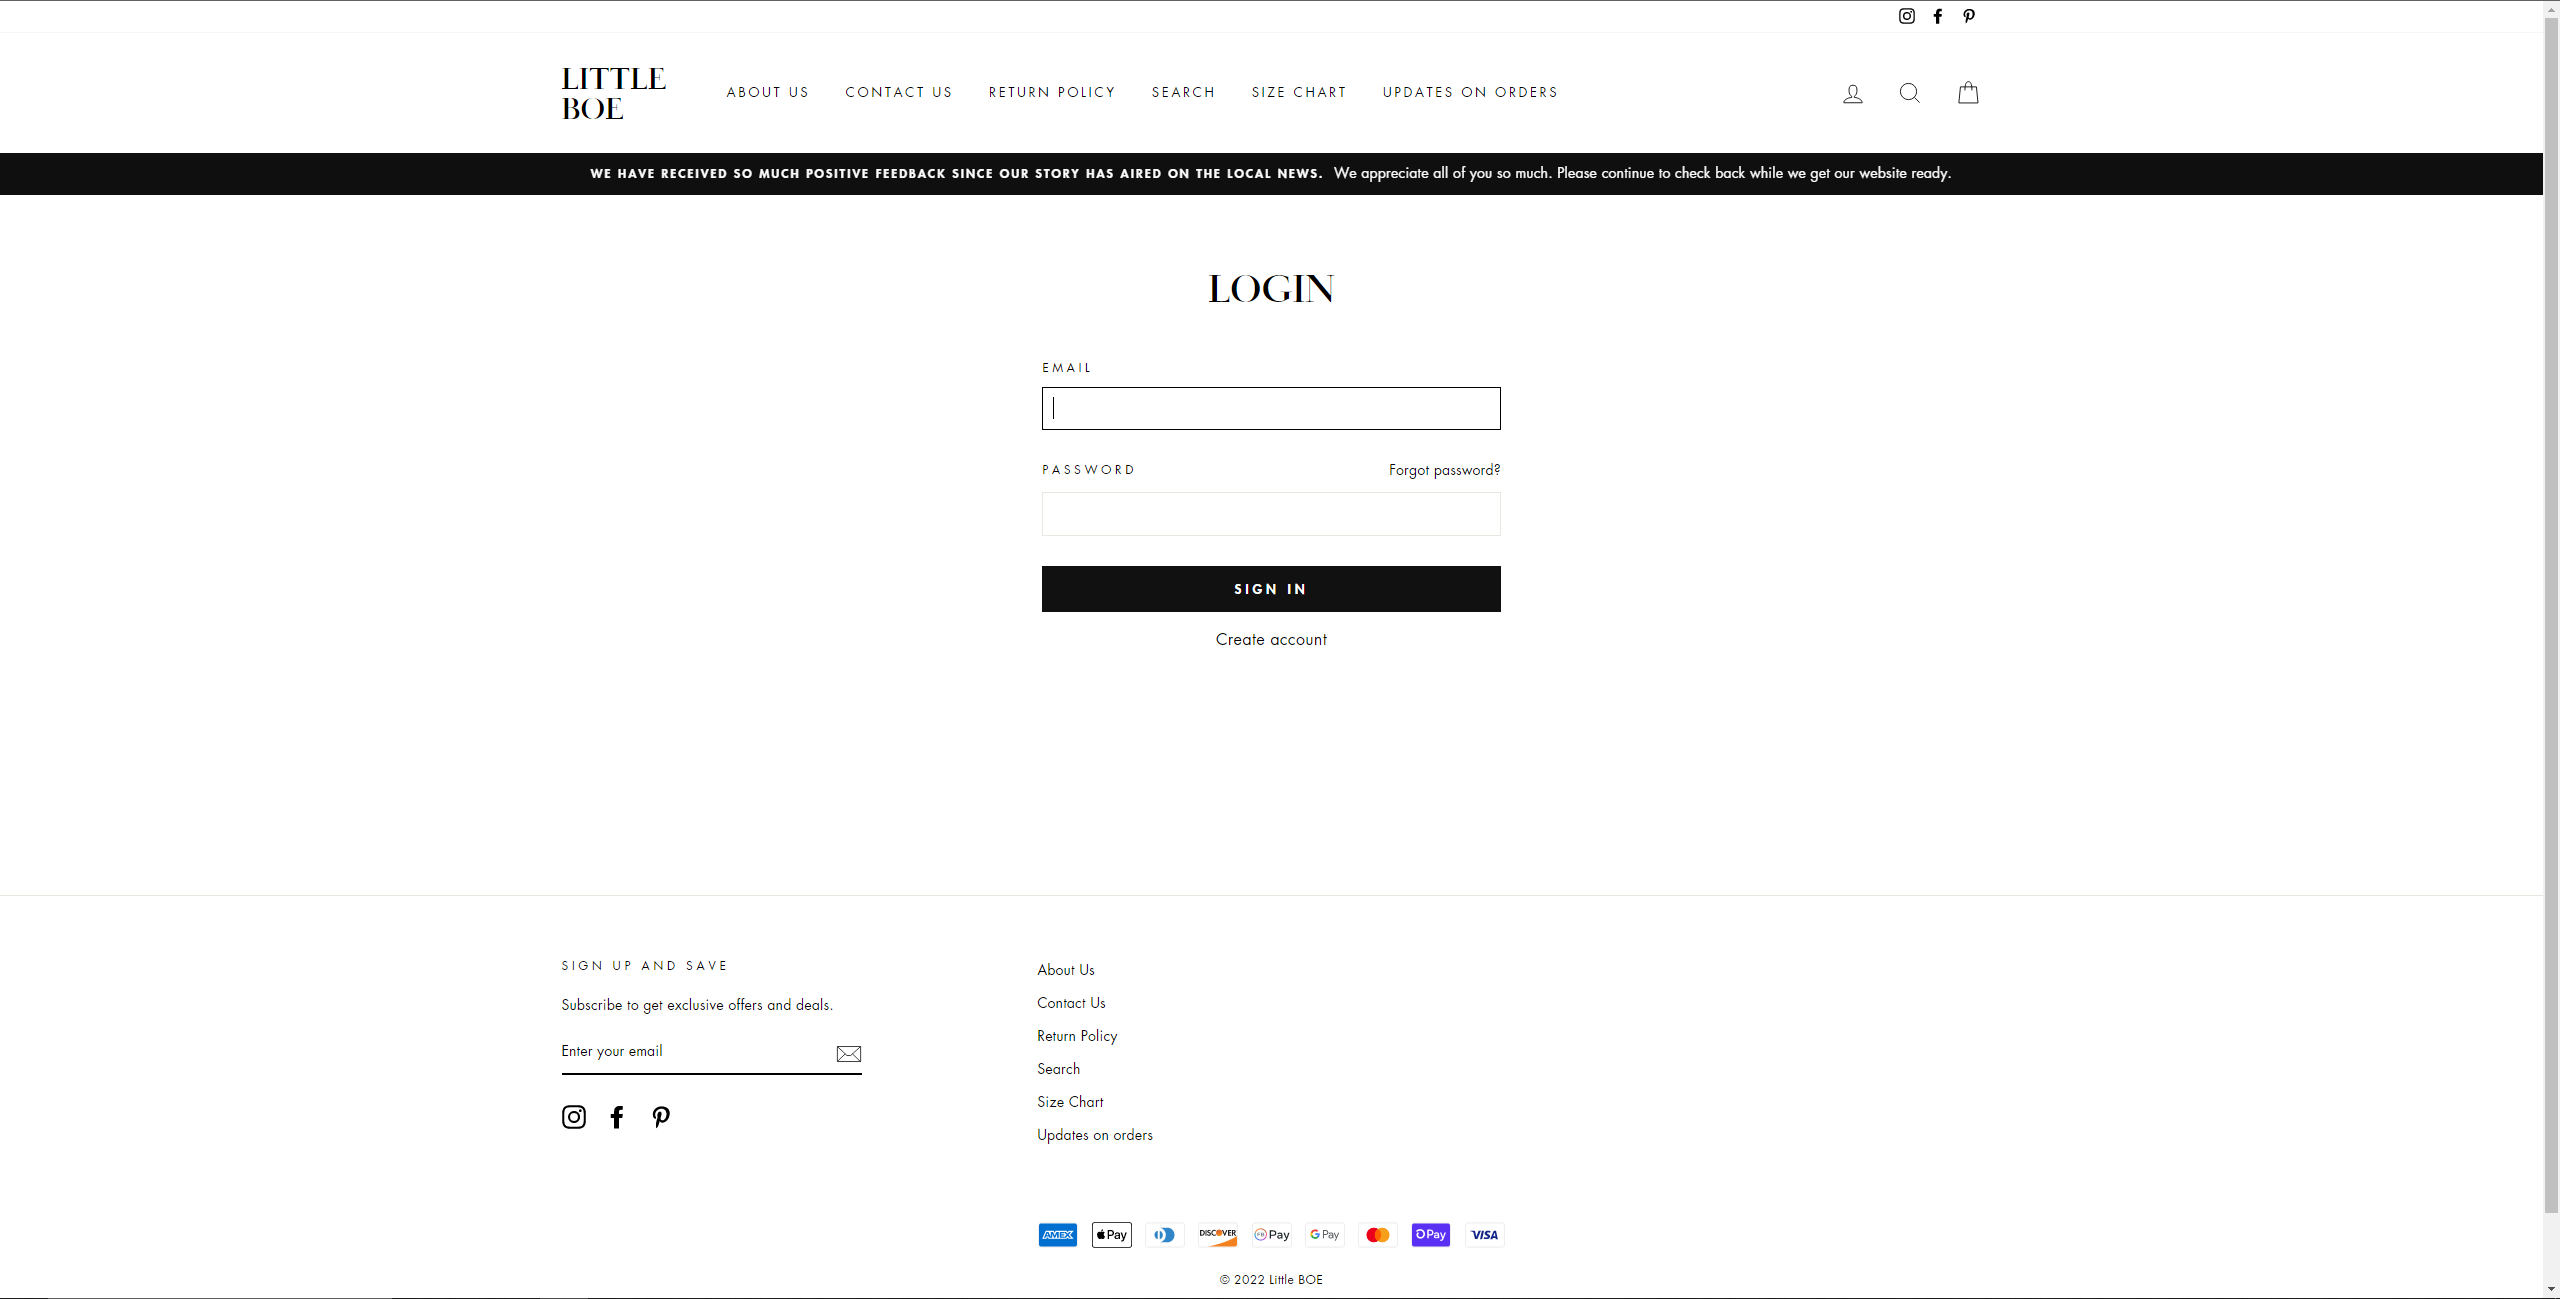 LITTLE
BOE
ABOUT US CONTACT US RETURN POLICY SEARCH SIZE CHART UPDATES ON ORDERS
WE HAVE RECEIVED SO MUCH POSITIVE FEEDBACK SINCE OUR STORY HAS AIRED ON THE LOCAL NEWS. We appreciate all of you so much. Please continue to check back while we get our website ready.
LOGIN
EMAIL
PASSWORD Forgot password?
SIGN IN
Create account
SIGN UP AND SAVE
Subscribe to get exclusive offers and deals.
Enter your email
About Us
Contact Us
Return Policy
Search
Size Chart
Updates on orders
AMEX Pay DISCOVER FB Pay G Pay Pay VISA
© 2022 Little BOE